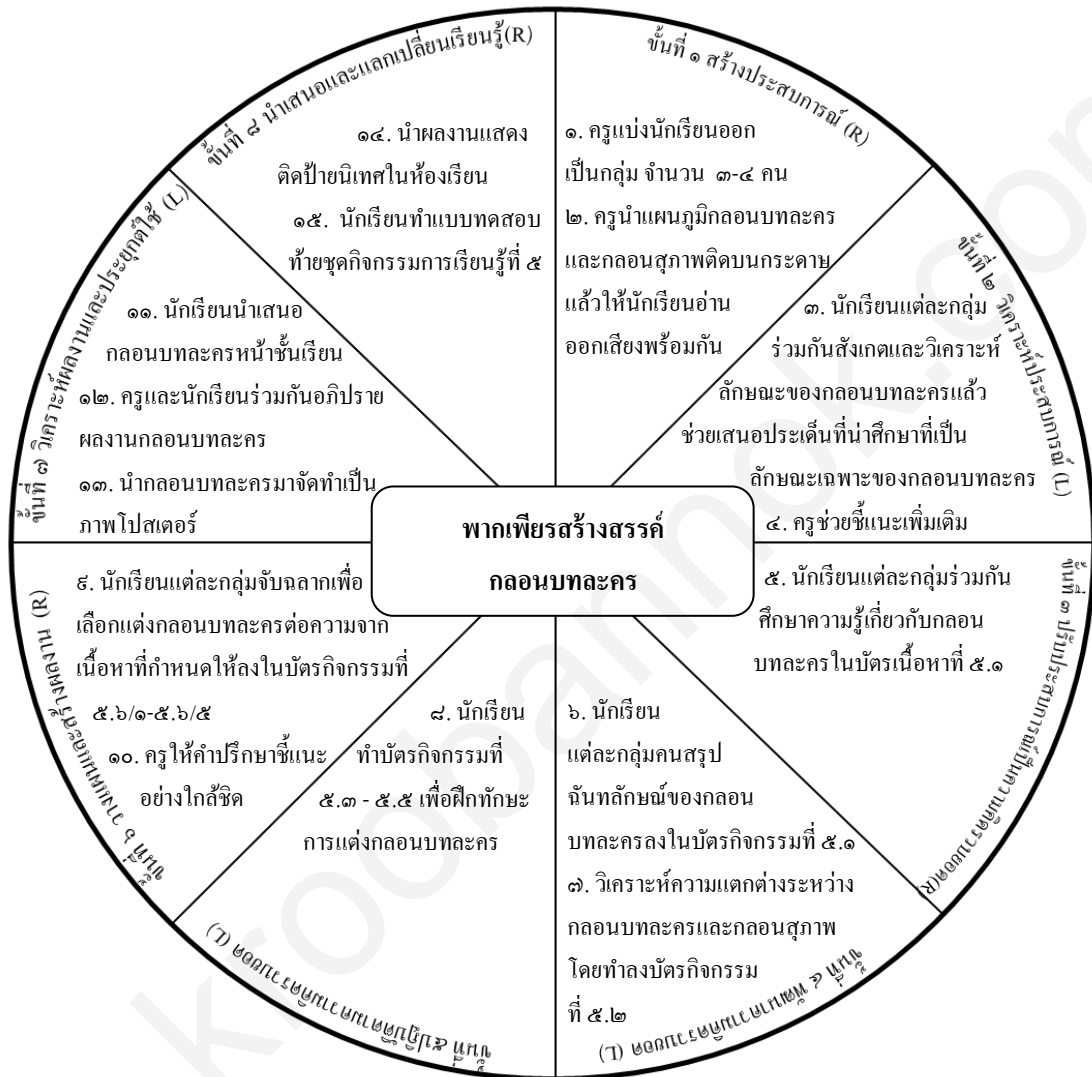 พากเพียรสร้างสรรค์
กลอนบทละคร
ขั้นที่ ๑ สร้างประสบการณ์ (R)
๑. ครูแบ่งนักเรียนออก
เป็นกลุ่ม จำนวน ๓-๔ คน
๒. ครูนำแผนภูมิกลอนบทละคร
และกลอนสุภาพติดบนกระดาษ
แล้วให้นักเรียนอ่าน
ออกเสียงพร้อมกัน
ขั้นที่ ๒ วิเคราะห์ประสบการณ์ (L)
๓. นักเรียนแต่ละกลุ่ม
ร่วมกันสังเกตและวิเคราะห์
ลักษณะของกลอนบทละครแล้ว
ช่วยเสนอประเด็นที่น่าศึกษาที่เป็น
ลักษณะเฉพาะของกลอนบทละคร
๔. ครูช่วยชี้แนะเพิ่มเติม
ขั้นที่ ๓ ปรับประสบการณ์เป็นความคิดรวบยอด(R)
๕. นักเรียนแต่ละกลุ่มร่วมกัน
ศึกษาความรู้เกี่ยวกับกลอน
บทละครในบัตรเนื้อหาที่ ๕.๑
ขั้นที่ ๔ พัฒนาความคิดรวบยอด (L)
๖. นักเรียน
แต่ละกลุ่มคนสรุป
ฉันทลักษณ์ของกลอน
บทละครลงในบัตรกิจกรรมที่ ๕.๑
๗. วิเคราะห์ความแตกต่างระหว่าง
กลอนบทละครและกลอนสุภาพ
โดยทำลงบัตรกิจกรรม
ที่ ๕.๒
ขั้นที่ ๕ปฏิบัติตามความคิดรวบยอด (L)
๘. นักเรียน
ทำบัตรกิจกรรมที่
๕.๓ - ๕.๕ เพื่อฝึกทักษะ
การแต่งกลอนบทละคร
ขั้นที่ ๖ วางแผนและสร้างผลงาน (R)
๙. นักเรียนแต่ละกลุ่มจับฉลากเพื่อ
เลือกแต่งกลอนบทละครต่อความจาก
เนื้อหาที่กำหนดให้ลงในบัตรกิจกรรมที่
๕.๖/๑-๕.๖/๕
๑๐. ครูให้คำปรึกษาชี้แนะ
อย่างใกล้ชิด
ขั้นที่ ๗ วิเคราะห์ผลงานและประยุกต์ใช้ (L)
๑๑. นักเรียนนำเสนอ
กลอนบทละครหน้าชั้นเรียน
๑๒. ครูและนักเรียนร่วมกันอภิปราย
ผลงานกลอนบทละคร
๑๓. นำกลอนบทละครมาจัดทำเป็น
ภาพโปสเตอร์
ขั้นที่ ๘ นำเสนอและแลกเปลี่ยนเรียนรู้(R)
๑๔. นำผลงานแสดง
ติดป้ายนิเทศในห้องเรียน
๑๕. นักเรียนทำแบบทดสอบ
ท้ายชุดกิจกรรมการเรียนรู้ที่ ๕
kroobannok.com